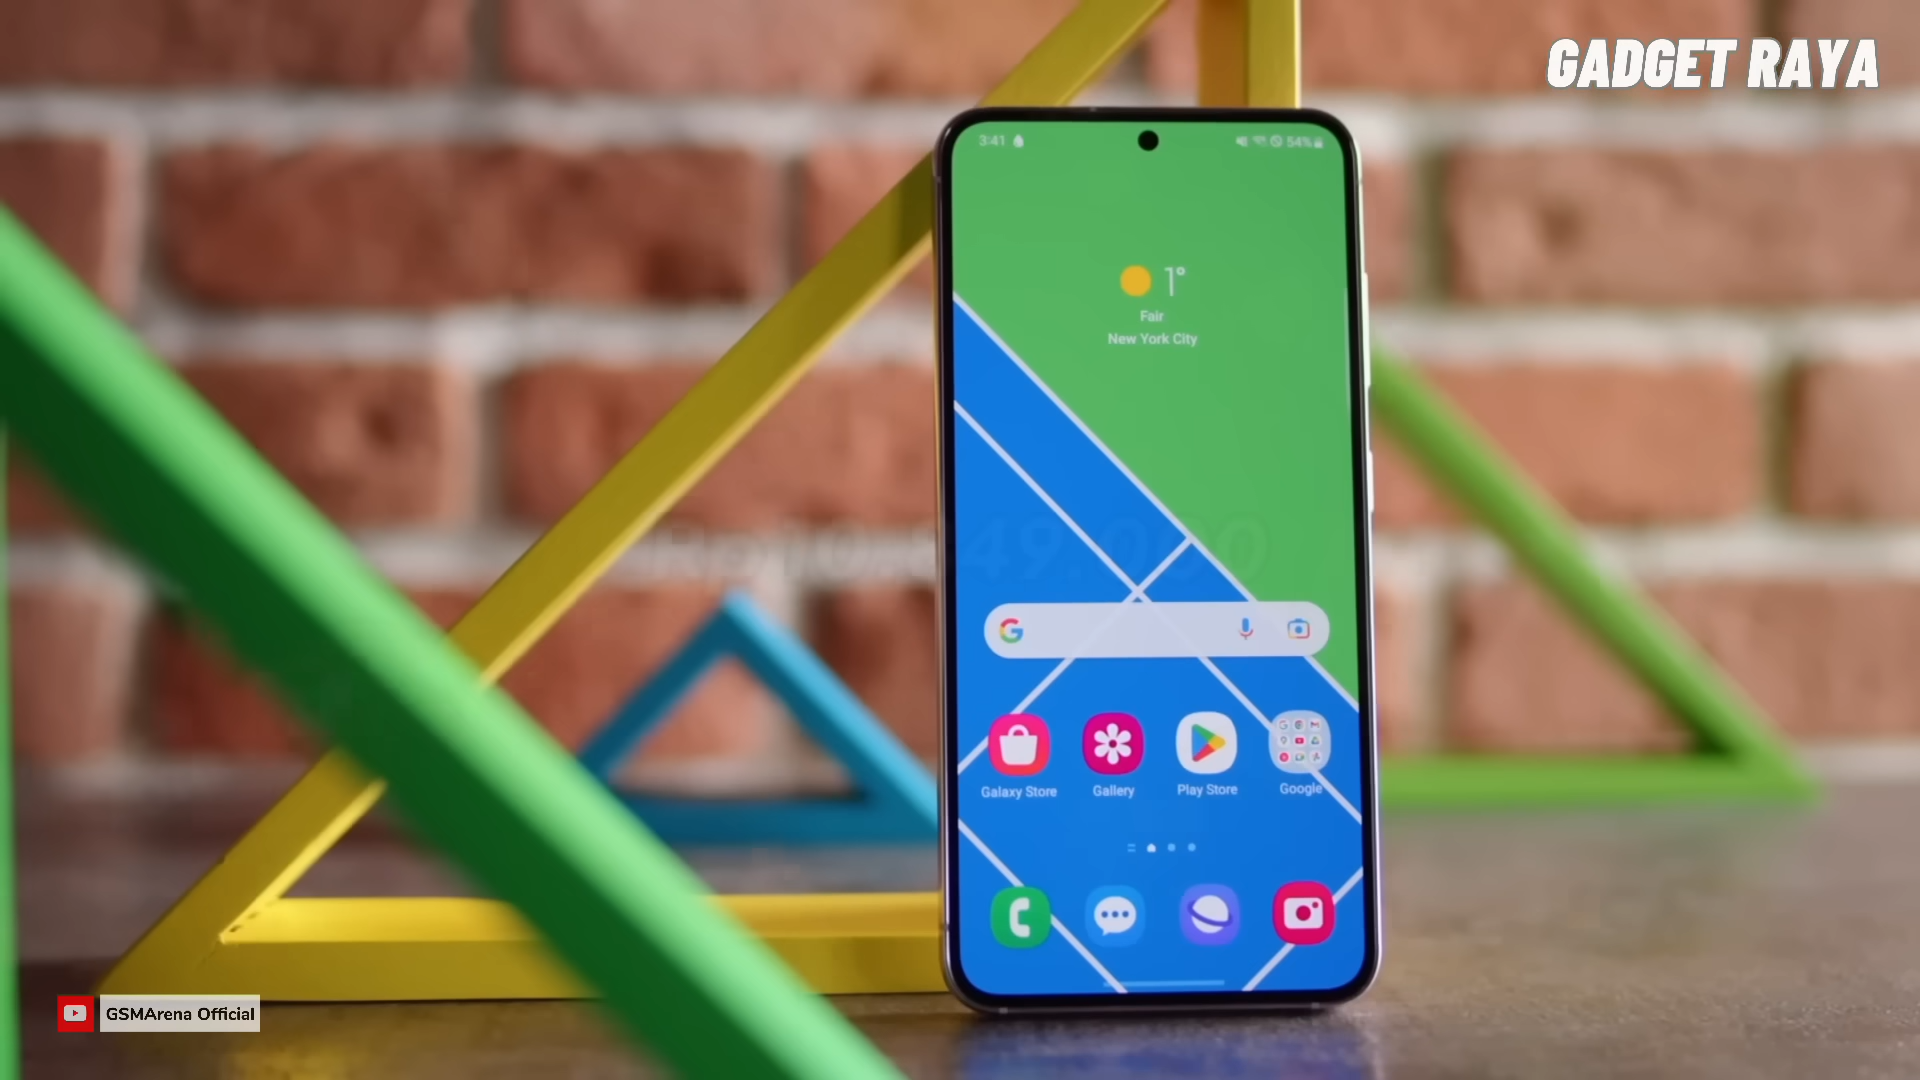 GADGET RAYA
3:41
54%
1°
Fair
New York City
Galaxy Store
Gallery
Play Store
Google
GSMArena Official